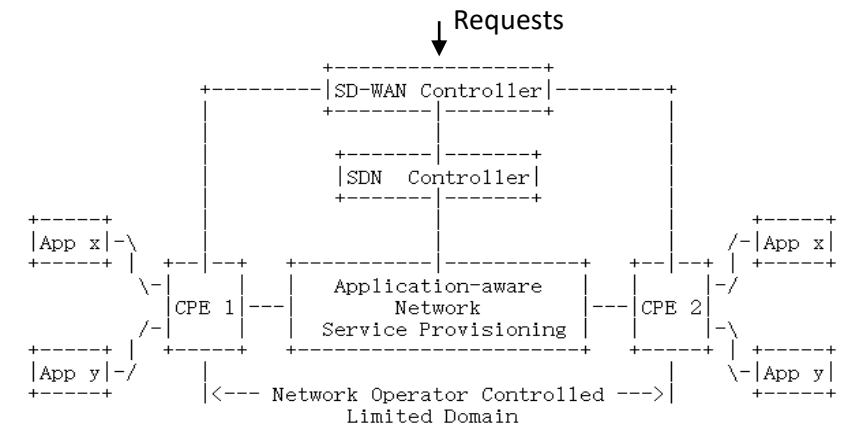 Requests
SD-WAN Controller
SDN Controller
App x
App x
Application-aware
CPE 1
Network
CPE 2
Service Provisioning
App y
App y
<--- Network Operator Controlled --->
Limited Domain